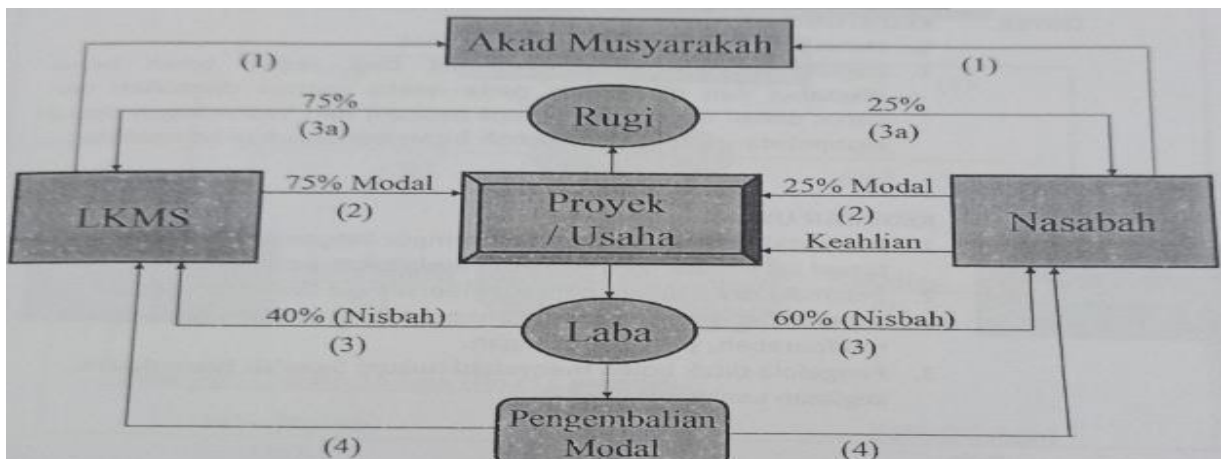 Akad Musyarakah
(1)
(1)
75%
(3a)
Rugi
25%
(3a)
LKMS
75% Modal
(2)
Proyek
/ Usaha
25% Modal
(2)
Keahlian
Nasabah
40% (Nisbah)
(3)
Laba
60% (Nisbah)
(3)
Pengembalian
Modal
(4)
(4)